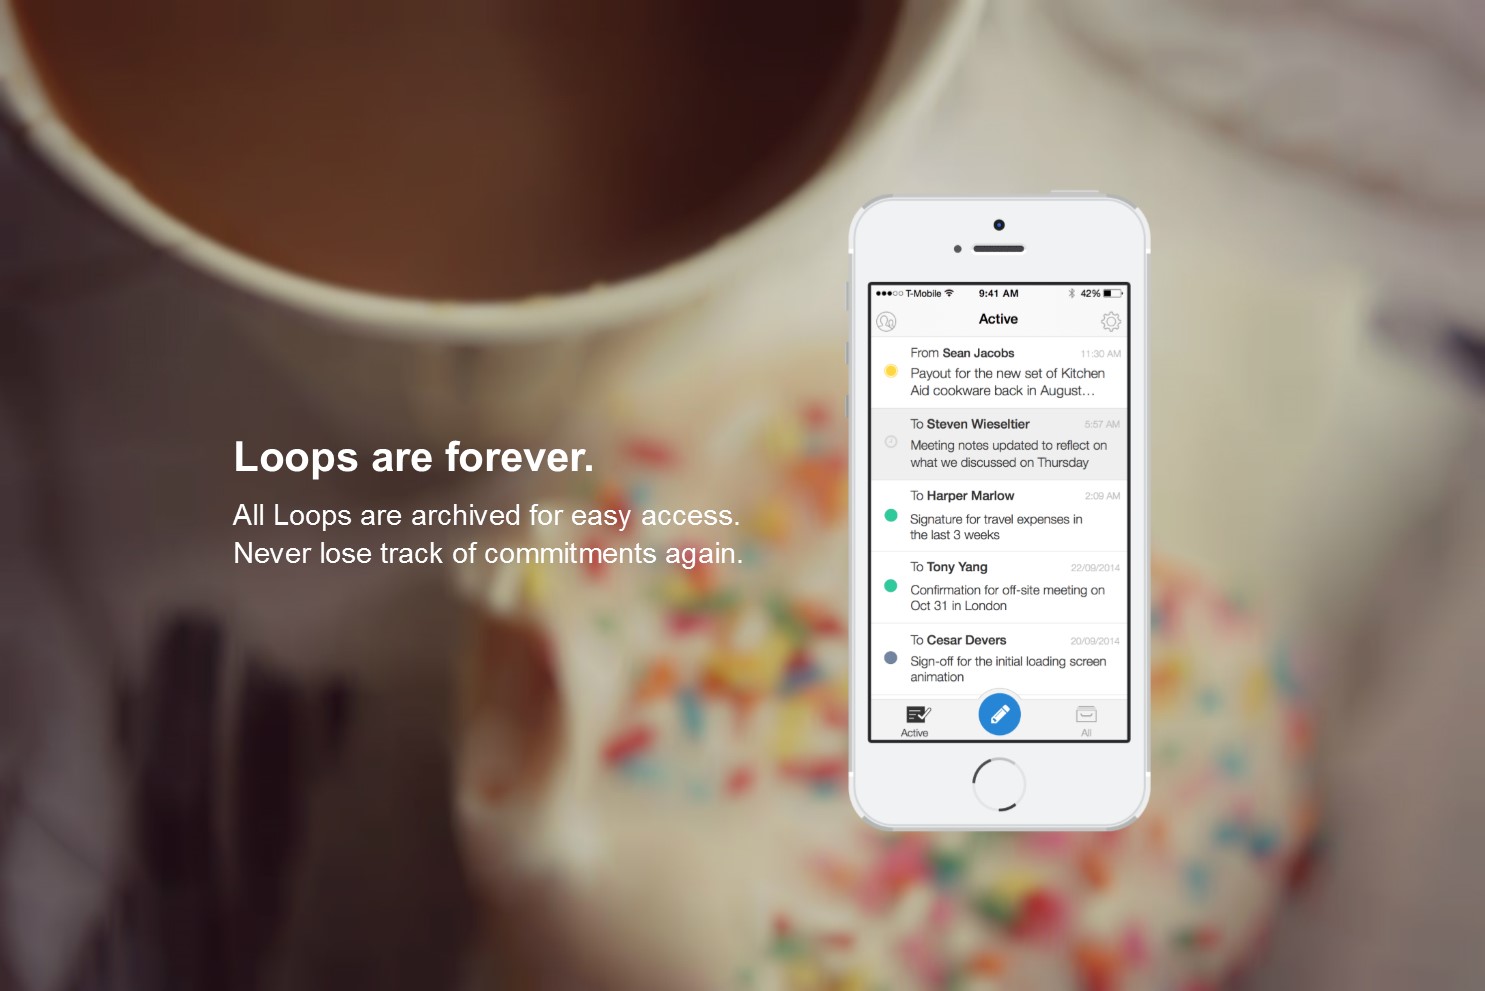 Loops are forever.
All Loops are archived for easy access.
Never lose track of commitments again.
T-Mobile 9:41 AM 42%
Active
From Sean Jacobs 11:30 AM
Payout for the new set of Kitchen
Aid cookware back in August…
To Steven Wieseltier 5:57 AM
Meeting notes updated to reflect on
what we discussed on Thursday
To Harper Marlow 2:09 AM
Signature for travel expenses in
the last 3 weeks
To Tony Yang 22/09/2014
Confirmation for off-site meeting on
Oct 31 in London
To Cesar Devers 20/09/2014
Sign-off for the initial loading screen
animation
Active All